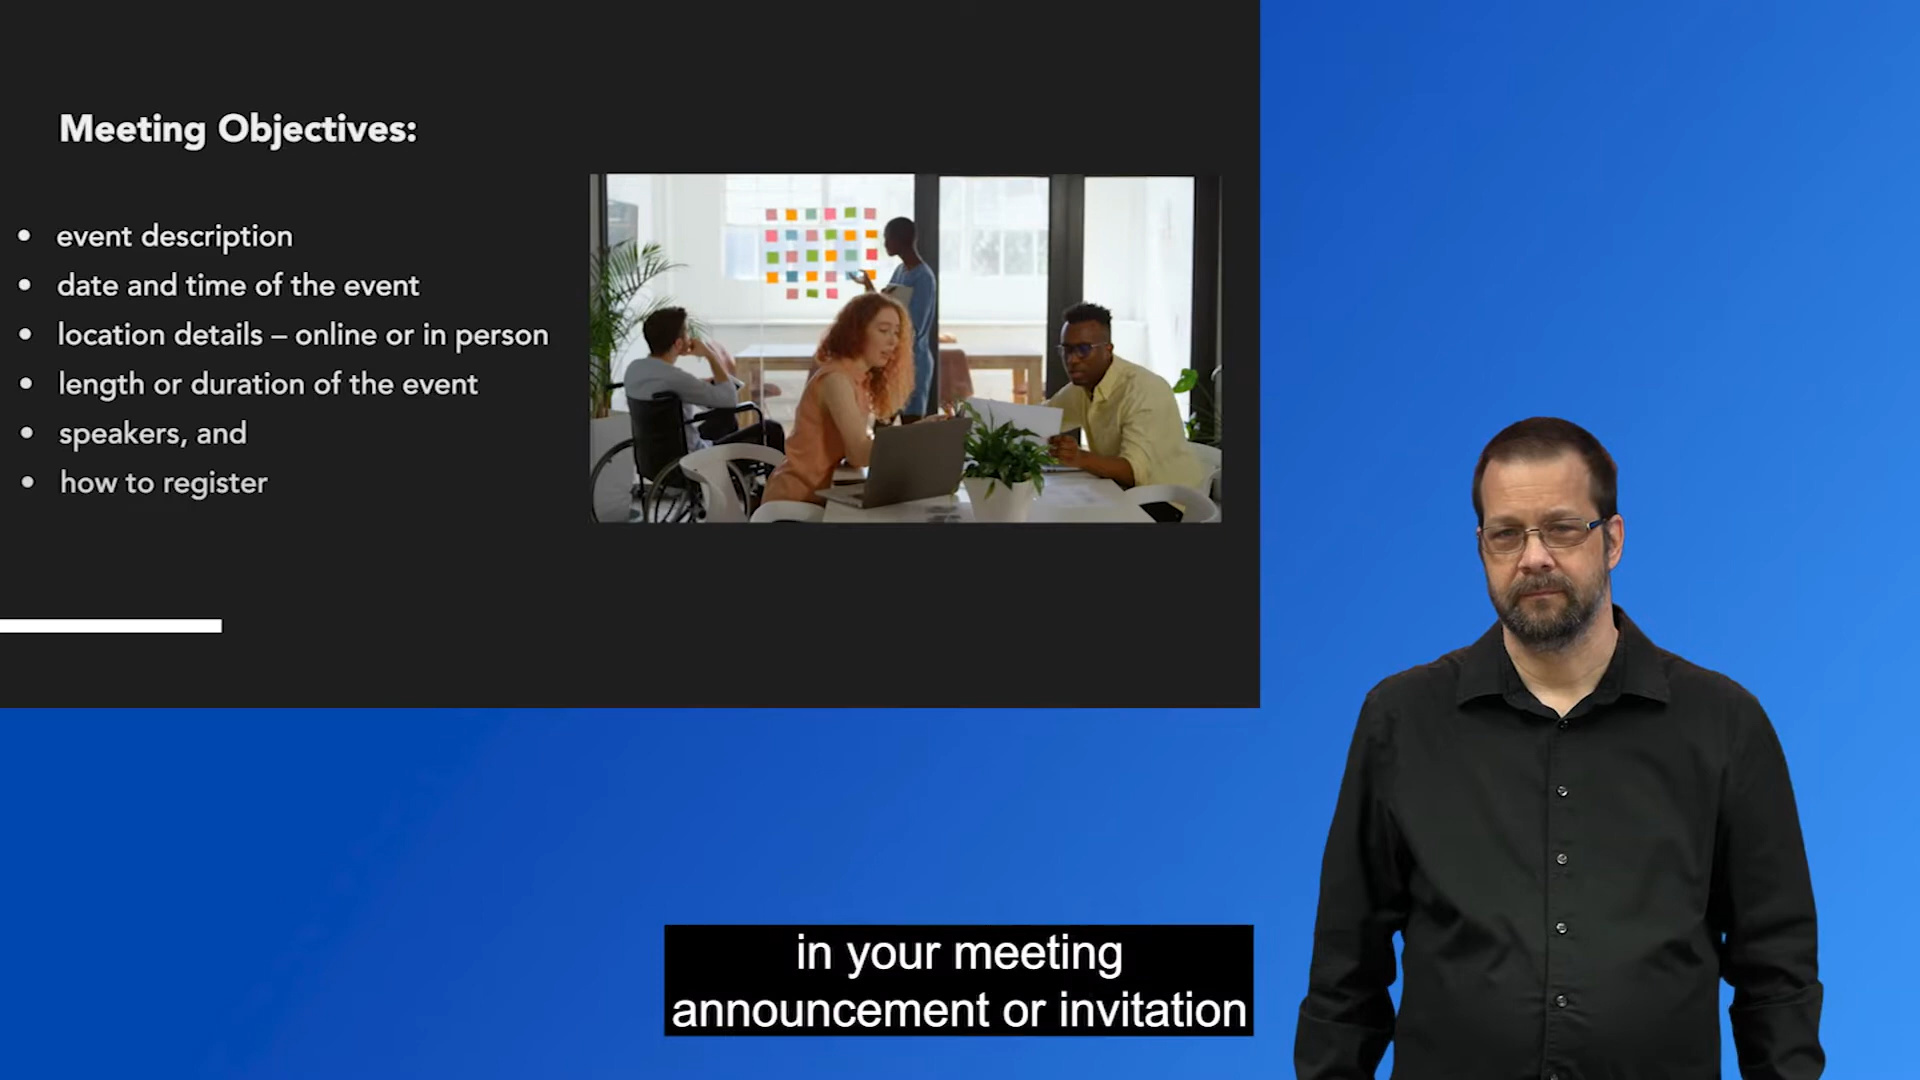 Meeting Objectives:
• event description
• date and time of the event
• location details – online or in person
• length or duration of the event
• speakers, and
• how to register
in your meeting
announcement or invitation